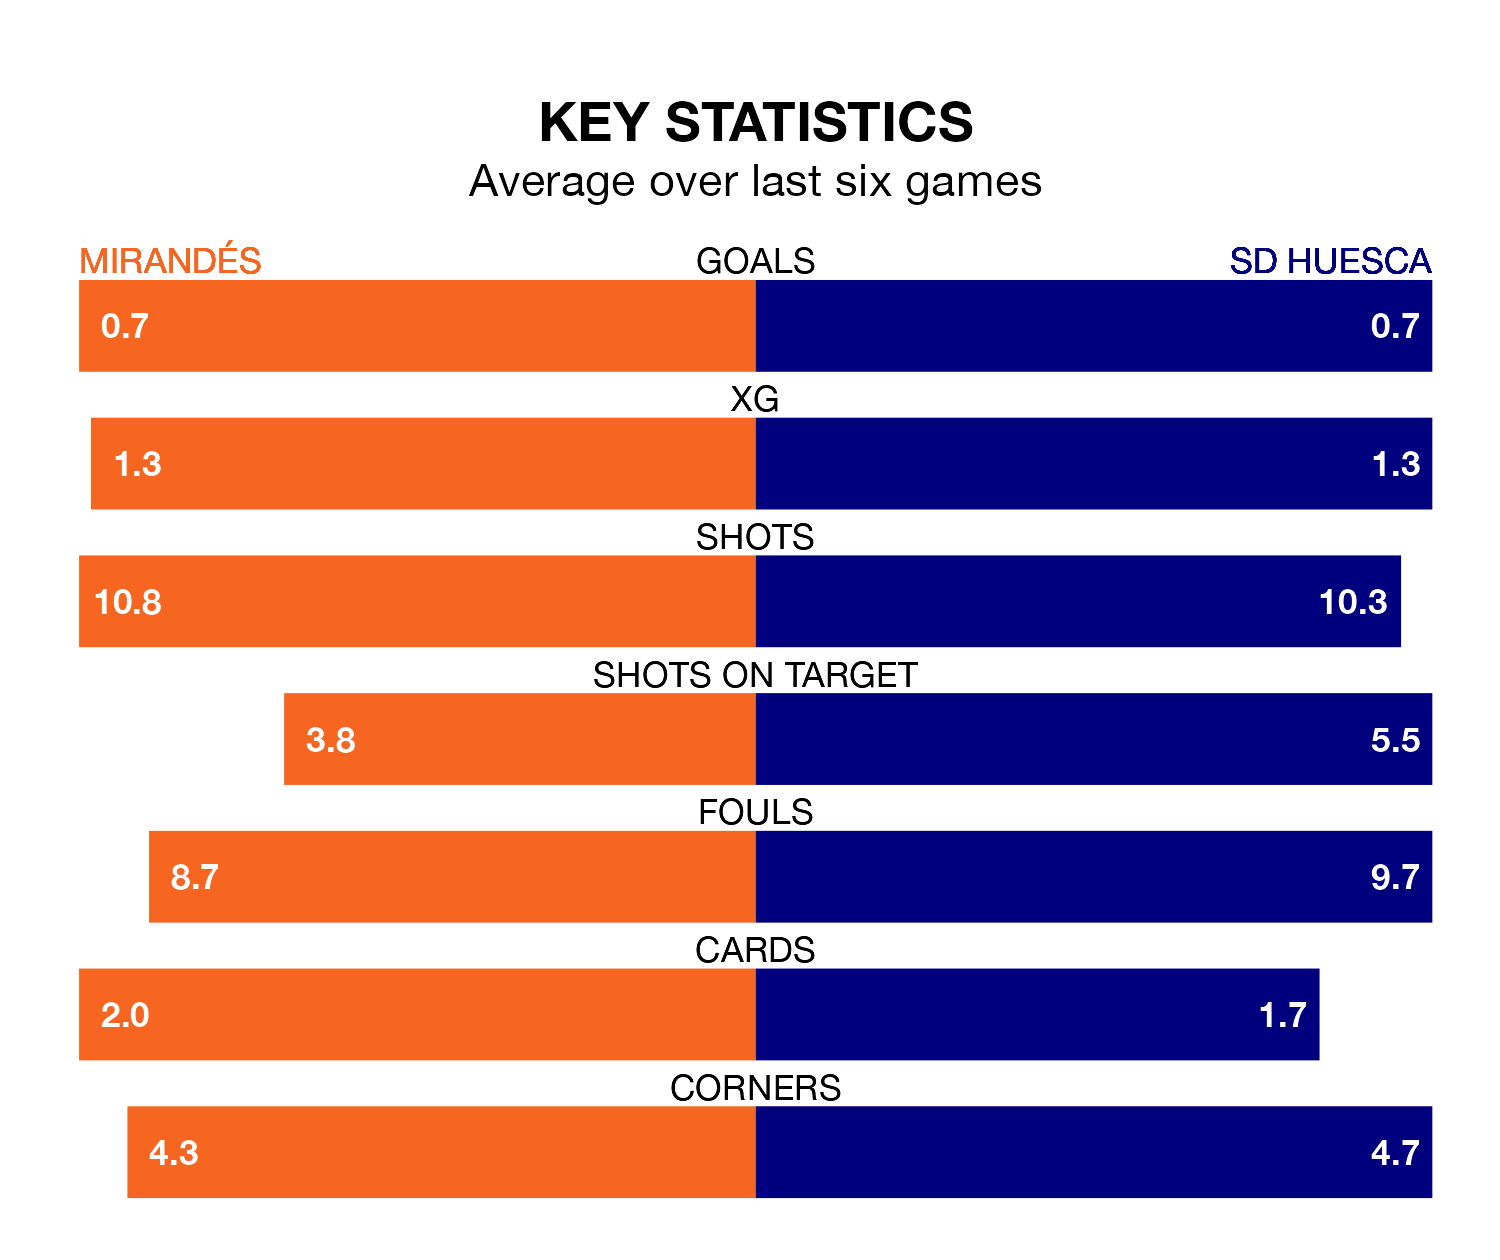 KEY STATISTICS
Average over last six games
MIRANDÉS GOALS SD HUESCA
0.7 0.7
XG
1.3 1.3
SHOTS
10.8 10.3
SHOTS ON TARGET
3.8 5.5
FOULS
8.7 9.7
CARDS
2.0 1.7
CORNERS
4.3 4.7